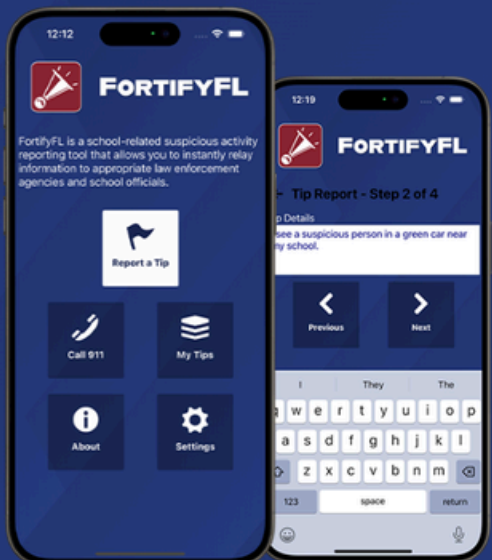 12:12
FORTIFYFL
FortifyFL is a school-related suspicious activity
reporting tool that allows you to instantly relay
information to appropriate law enforcement
agencies and school officials.
Report a Tip
Call 911
My Tips
About
Settings
12:19
FORTIFYFL
Tip Report - Step 2 of 4
p Details
see a suspicious person in a green car near
my school.
Previous
Next
I They The
q w e r t y u i o p
a s d f g h j k l
z x c v b n m
123 space return